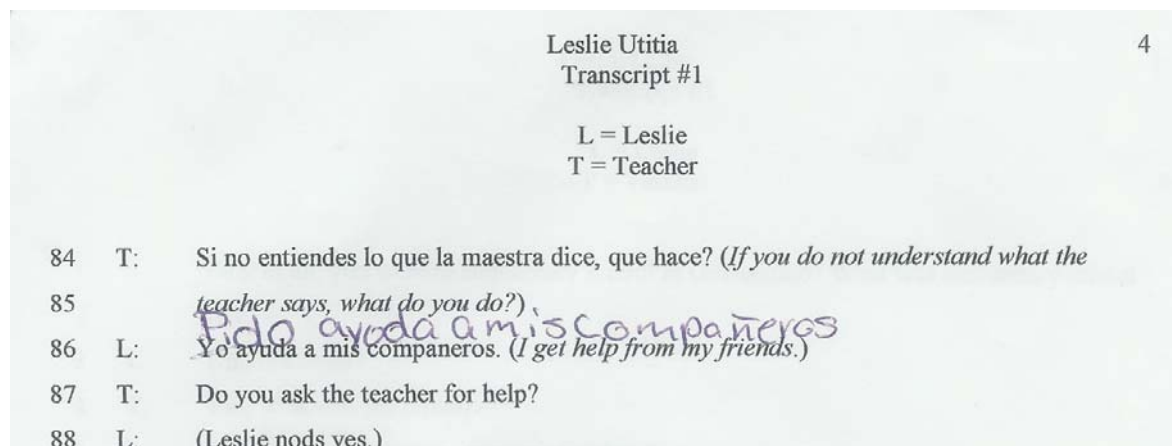 Leslie Utitia 4
Transcript #1
L = Leslie
T = Teacher
84 T: Si no entiendes lo que la maestra dice, que hace? (If you do not understand what the
85 teacher says, what do you do?)
Pido ayuda a mis compañeros
86 L: Yo ayuda a mis companeros. (I get help from my friends.)
87 T: Do you ask the teacher for help?
88 L: (Leslie nods yes.)